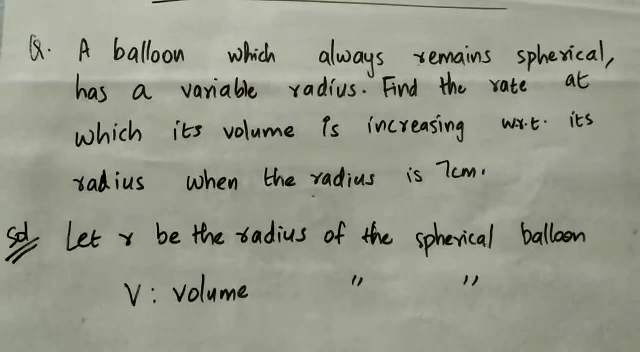 Q. A balloon which always remains spherical,
has a variable radius. Find the rate at
which its volume is increasing w.r.t. its
radius when the radius is 7cm.
Sol Let r be the radius of the spherical balloon
V : volume " "